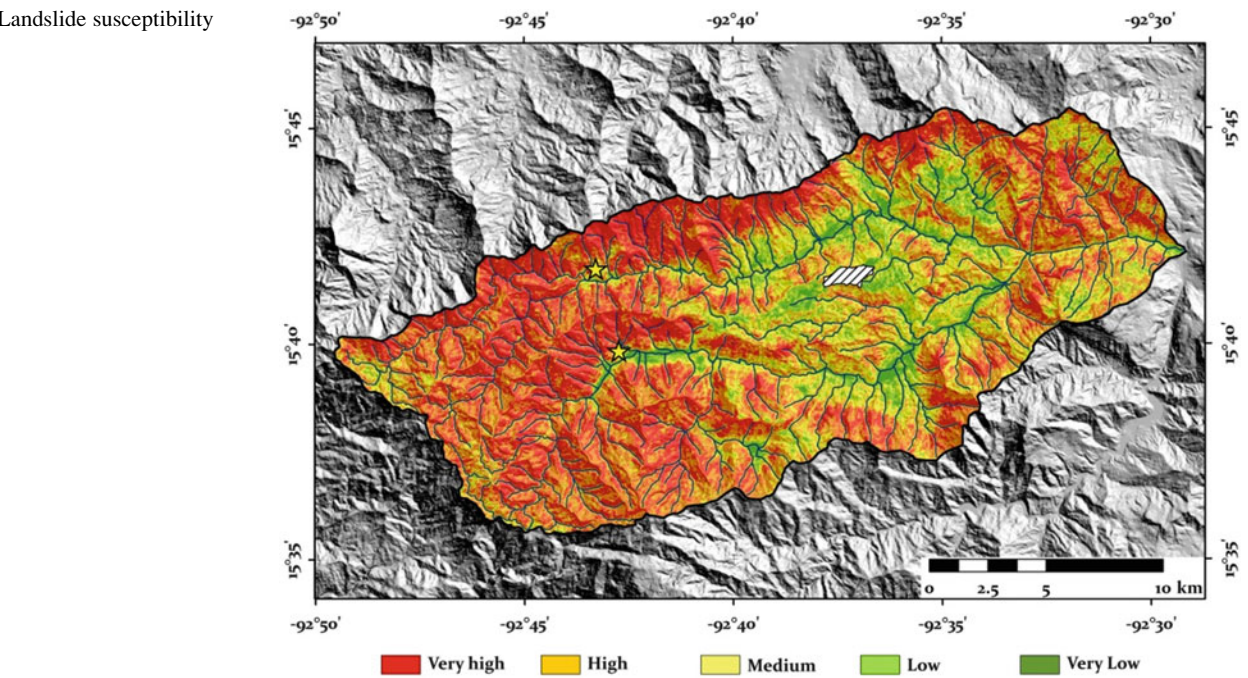 Landslide susceptibility
-92°50' -92°45' -92°40' -92°35' -92°30'
15°45' 15°45'
15°40' 15°40'
15°35' 15°35'
0 2.5 5 10 km
-92°50' -92°45' -92°40' -92°35' -92°30'
Very high High Medium Low Very Low